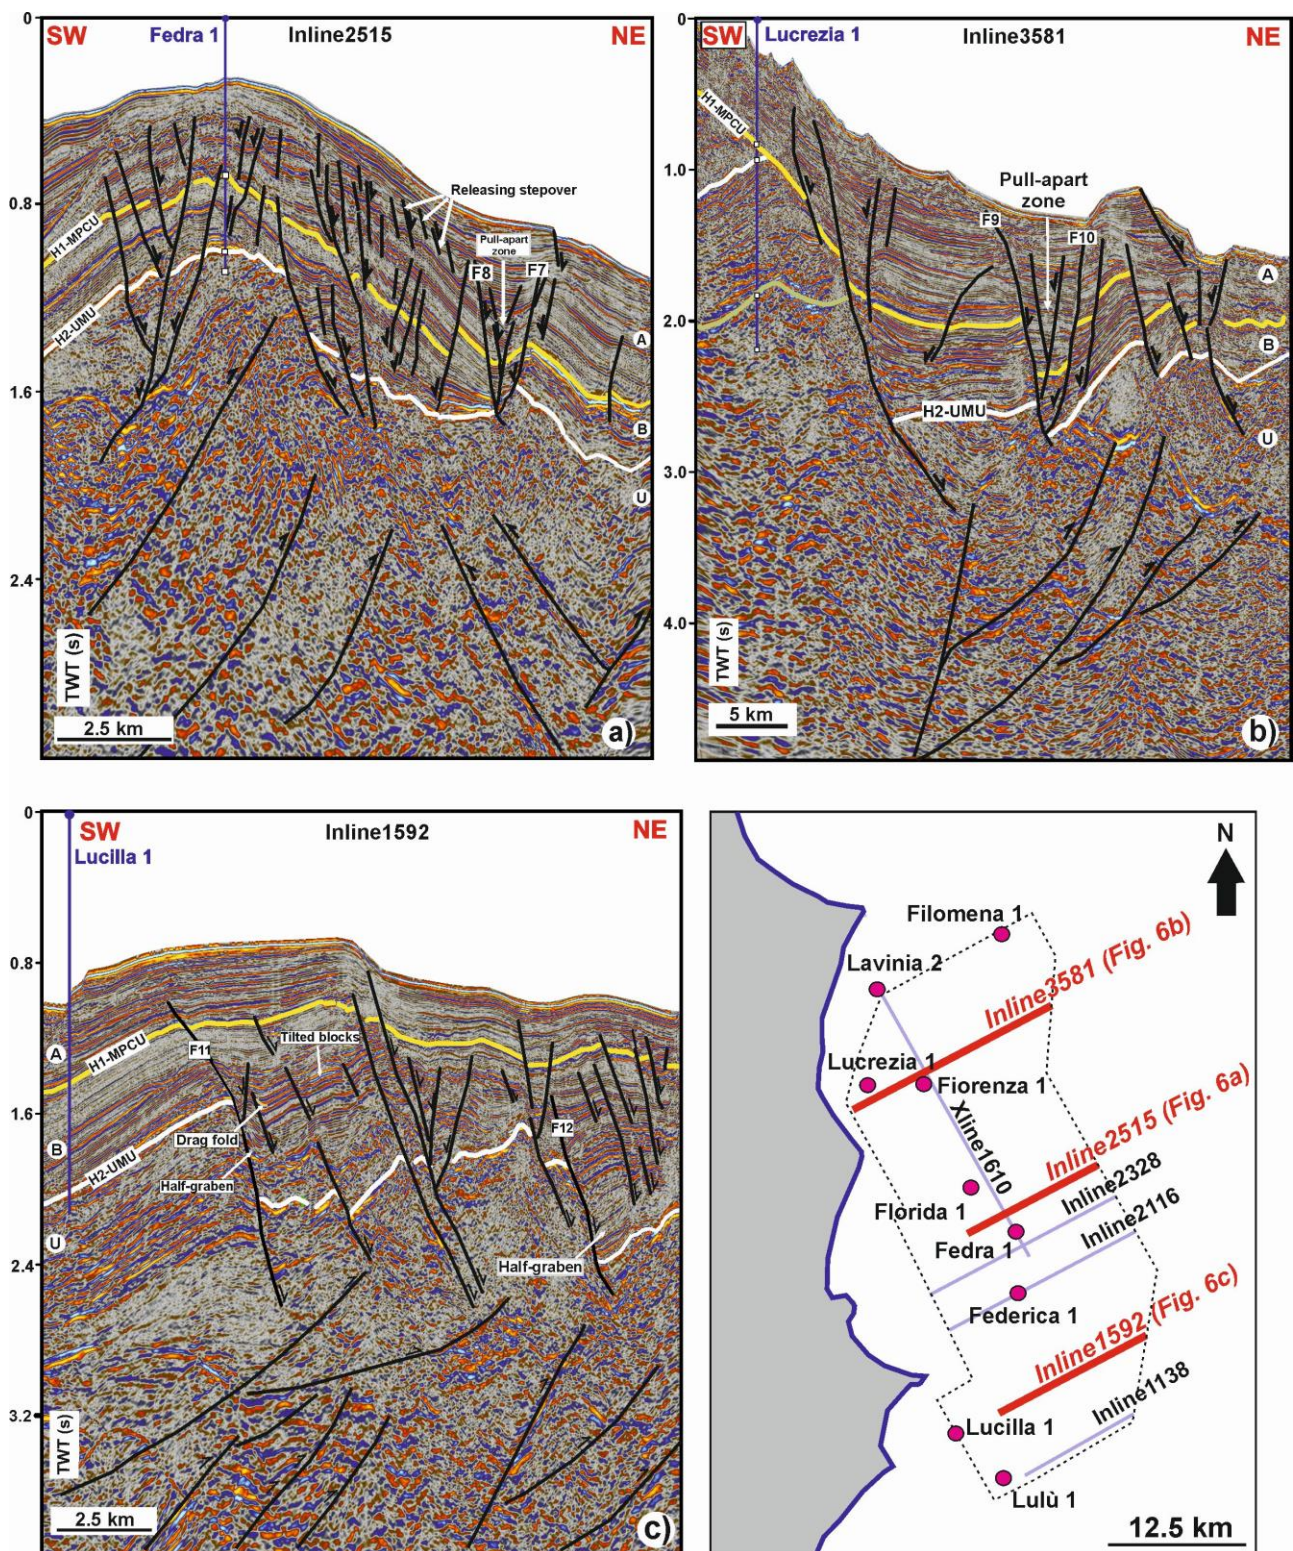 0
SW
Fedra 1
Inline2515
NE
H1-MPCU
H2-UMU
Releasing stepover
Pull-apart
zone
F8
F7
A
B
U
0.8
1.6
2.4
TWT (s)
2.5 km
a)
0
SW
Lucrezia 1
Inline3581
NE
H1-MPCU
Pull-apart
zone
F9
F10
H2-UMU
A
B
U
1.0
2.0
3.0
4.0
TWT (s)
5 km
b)
0
SW
Lucilla 1
Inline1592
NE
0.8
1.6
2.4
3.2
A
B
U
H1-MPCU
F11
Tilted blocks
H2-UMU
Drag fold
Half-graben
F12
Half-graben
TWT (s)
2.5 km
c)
N
Filomena 1
Lavinia 2
Inline3581 (Fig. 6b)
Lucrezia 1
Fiorenza 1
Xline1610
Inline2515 (Fig. 6a)
Florida 1
Inline2328
Fedra 1
Inline2116
Federica 1
Inline1592 (Fig. 6c)
Inline1138
Lucilla 1
Lulù 1
12.5 km